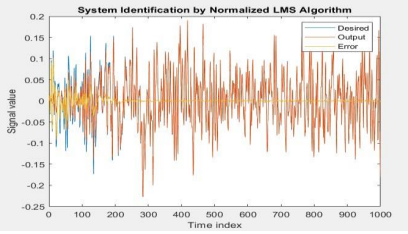 System Identification by Normalized LMS Algorithm
Desired
Output
Error
Signal value
0.2
0.15
0.1
0.05
0
-0.05
-0.1
-0.15
-0.2
-0.25
0 100 200 300 400 500 600 700 800 900 1000
Time index